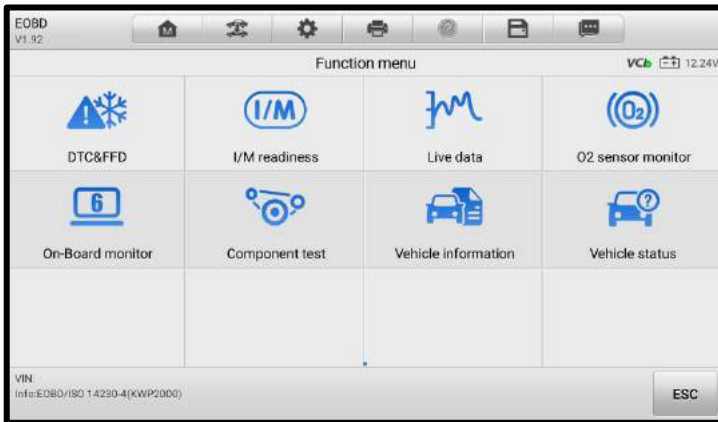 EOBD
V1.92
M
Function menu
VCb 12.24V
I/M
O2
DTC&FFD
I/M readiness
Live data
O2 sensor monitor
6
?
On-Board monitor
Component test
Vehicle information
Vehicle status
VIN:
Info:EOBD/ISO 14230-4(KWP2000)
ESC